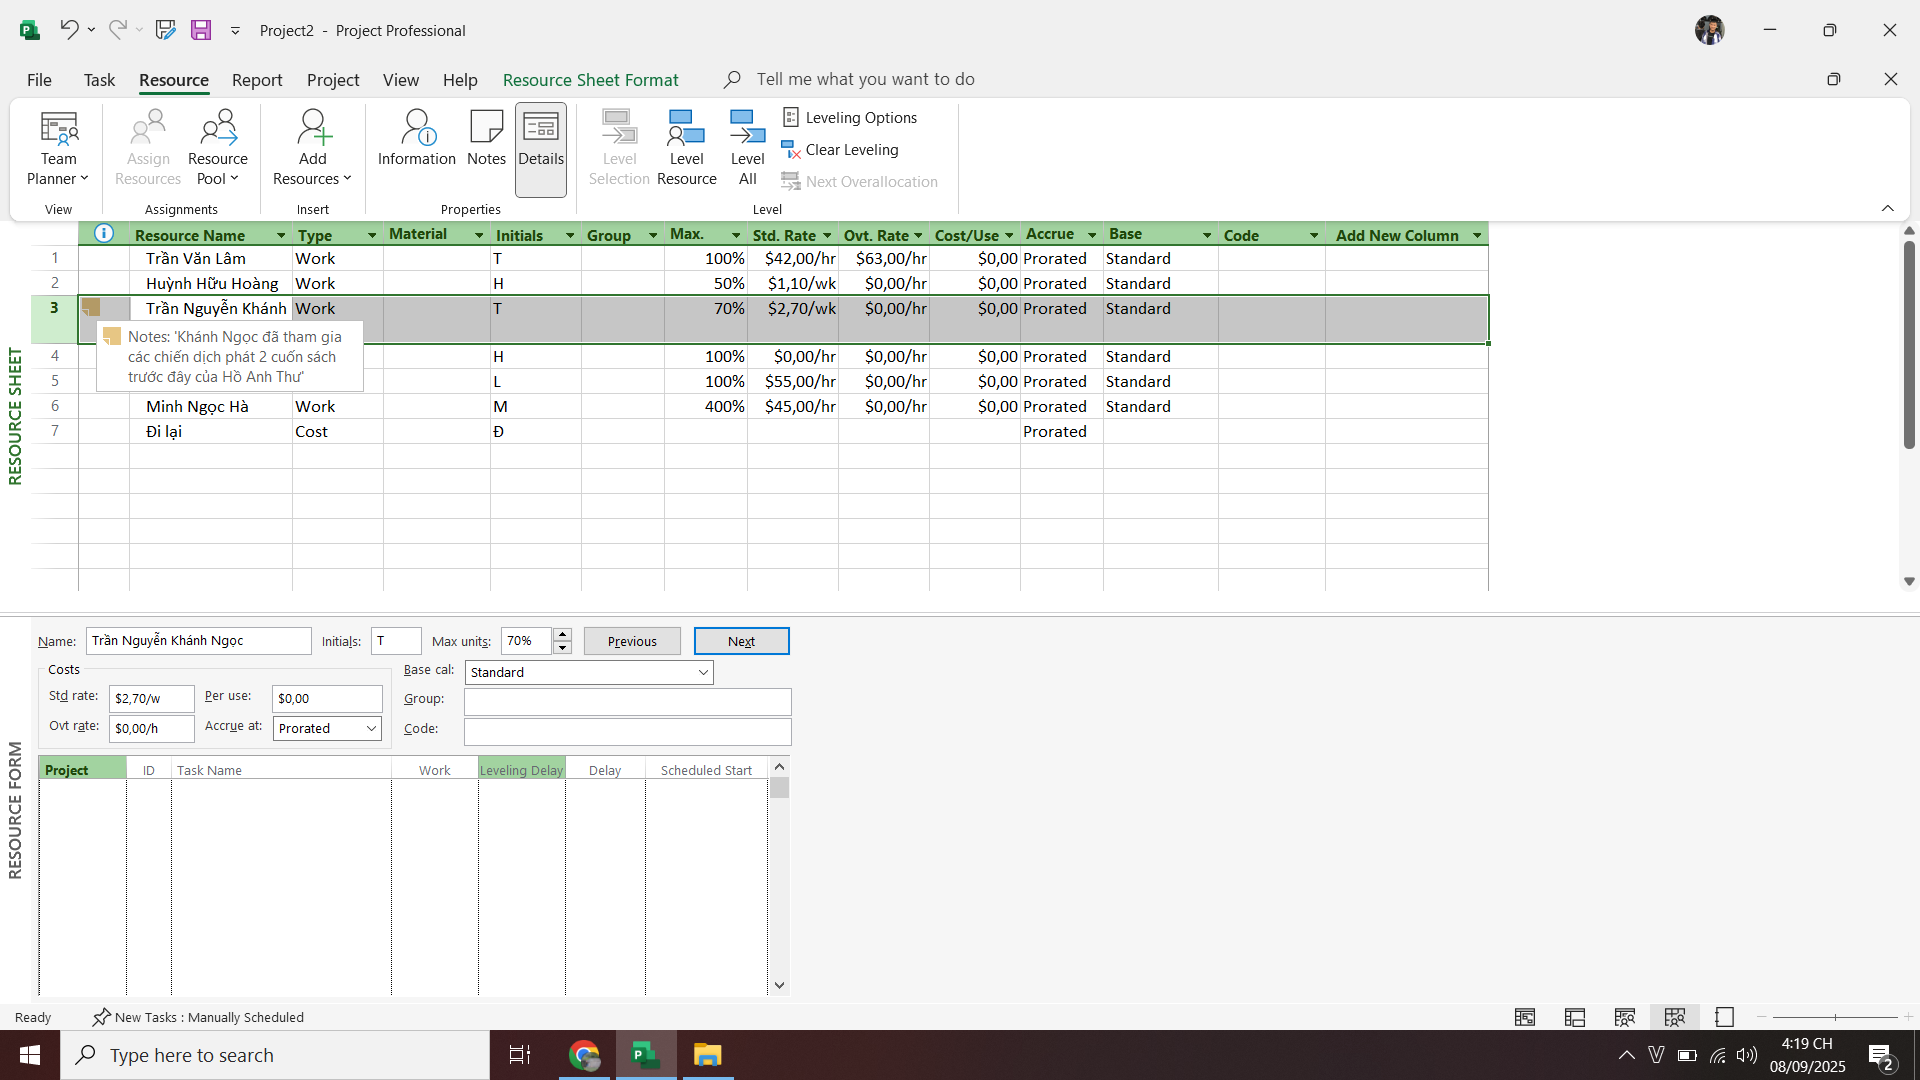 Project2 - Project Professional
File Task Resource Report Project View Help Resource Sheet Format Tell me what you want to do
Team Planner
Assign Resources
Resource Pool
Add Resources
Information
Notes
Details
Level Selection
Level Resource
Level All
Leveling Options
Clear Leveling
Next Overallocation
View Assignments Insert Properties Level
RESOURCE SHEET
Resource Name Type Material Initials Group Max. Std. Rate Ovt. Rate Cost/Use Accrue Base Code Add New Column
1 Trần Văn Lâm Work T 100% $42,00/hr $63,00/hr $0,00 Prorated Standard
2 Huỳnh Hữu Hoàng Work H 50% $1,10/wk $0,00/hr $0,00 Prorated Standard
3 Trần Nguyễn Khánh Work T 70% $2,70/wk $0,00/hr $0,00 Prorated Standard
Notes: 'Khánh Ngọc đã tham gia
các chiến dịch phát 2 cuốn sách
trước đây của Hồ Anh Thư'
4 H 100% $0,00/hr $0,00/hr $0,00 Prorated Standard
5 L 100% $55,00/hr $0,00/hr $0,00 Prorated Standard
6 Minh Ngọc Hà Work M 400% $45,00/hr $0,00/hr $0,00 Prorated Standard
7 Đi lại Cost Đ Prorated
RESOURCE FORM
Name: Trần Nguyễn Khánh Ngọc Initials: T Max units: 70% Previous Next
Costs
Std rate: $2,70/w Per use: $0,00
Ovt rate: $0,00/h Accrue at: Prorated
Base cal: Standard
Group:
Code:
Project ID Task Name Work Leveling Delay Delay Scheduled Start
Ready New Tasks : Manually Scheduled
Type here to search
4:19 CH
08/09/2025
2